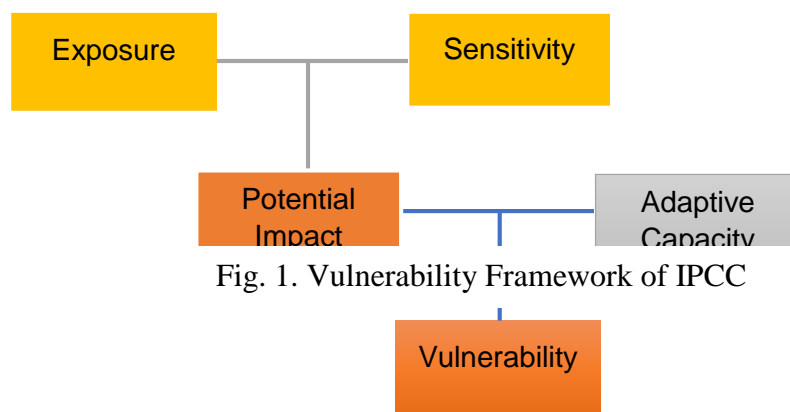 Exposure
Sensitivity
Potential
Impact
Adaptive
Capacity
Fig. 1. Vulnerability Framework of IPCC
Vulnerability